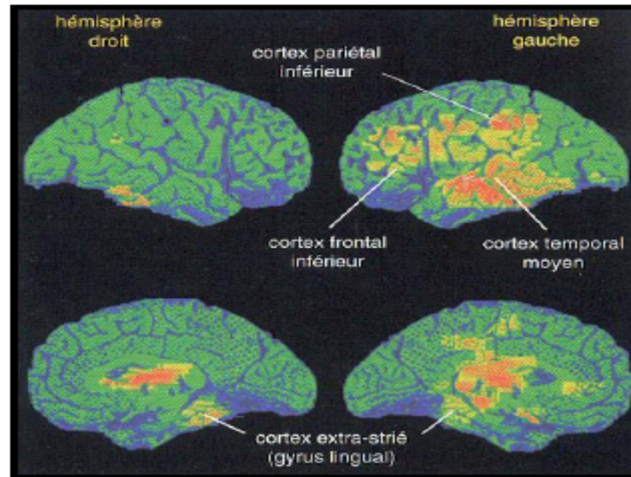 hémisphère
droit
hémisphère
gauche
cortex pariétal
inférieur
cortex frontal
inférieur
cortex temporal
moyen
cortex extra-strié
(gyrus lingual)